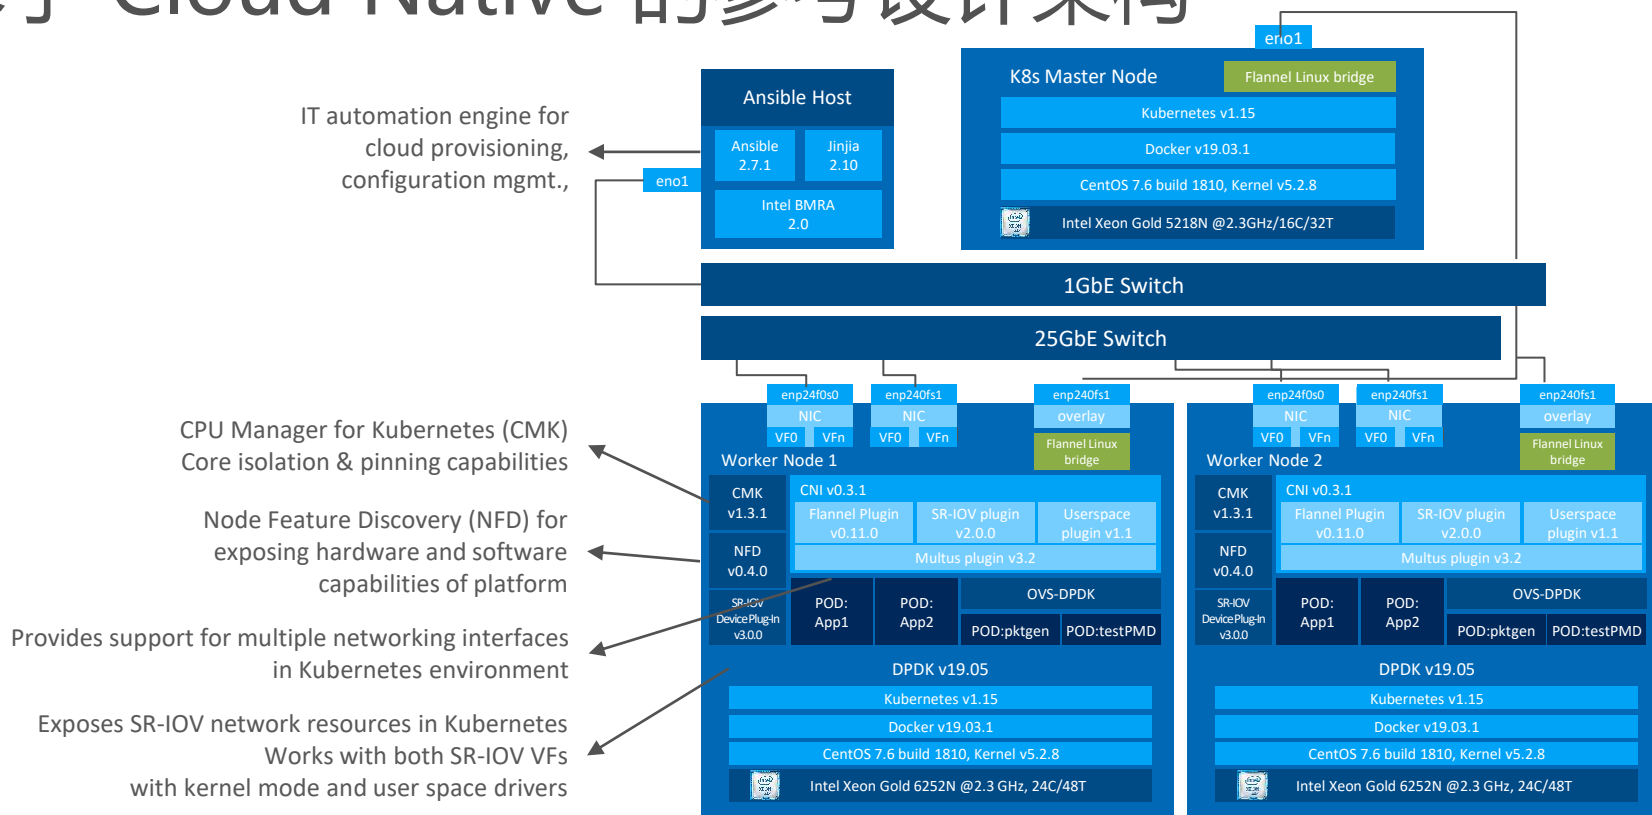 于 Cloud Native 的参考设计架构
IT automation engine for
cloud provisioning,
configuration mgmt.,
eno1
Ansible Host
Ansible
2.7.1
Jinjia
2.10
Intel BMRA
2.0
eno1
K8s Master Node
Flannel Linux bridge
Kubernetes v1.15
Docker v19.03.1
CentOS 7.6 build 1810, Kernel v5.2.8
Intel Xeon Gold 5218N @2.3GHz/16C/32T
1GbE Switch
25GbE Switch
CPU Manager for Kubernetes (CMK)
Core isolation & pinning capabilities
Node Feature Discovery (NFD) for
exposing hardware and software
capabilities of platform
Provides support for multiple networking interfaces
in Kubernetes environment
Exposes SR-IOV network resources in Kubernetes
Works with both SR-IOV VFs
with kernel mode and user space drivers
enp24f0s0
NIC
VF0
VFn
enp240fs1
NIC
VF0
VFn
enp240fs1
overlay
Flannel Linux
bridge
Worker Node 1
CMK
v1.3.1
NFD
v0.4.0
SR-IOV
Device Plug-In
v3.0.0
CNI v0.3.1
Flannel Plugin
v0.11.0
SR-IOV plugin
v2.0.0
Userspace
plugin v1.1
Multus plugin v3.2
POD:
App1
POD:
App2
OVS-DPDK
POD:pktgen
POD:testPMD
DPDK v19.05
Kubernetes v1.15
Docker v19.03.1
CentOS 7.6 build 1810, Kernel v5.2.8
Intel Xeon Gold 6252N @2.3 GHz, 24C/48T
enp24f0s0
NIC
VF0
VFn
enp240fs1
NIC
VF0
VFn
enp240fs1
overlay
Flannel Linux
bridge
Worker Node 2
CMK
v1.3.1
NFD
v0.4.0
SR-IOV
Device Plug-In
v3.0.0
CNI v0.3.1
Flannel Plugin
v0.11.0
SR-IOV plugin
v2.0.0
Userspace
plugin v1.1
Multus plugin v3.2
POD:
App1
POD:
App2
OVS-DPDK
POD:pktgen
POD:testPMD
DPDK v19.05
Kubernetes v1.15
Docker v19.03.1
CentOS 7.6 build 1810, Kernel v5.2.8
Intel Xeon Gold 6252N @2.3 GHz, 24C/48T